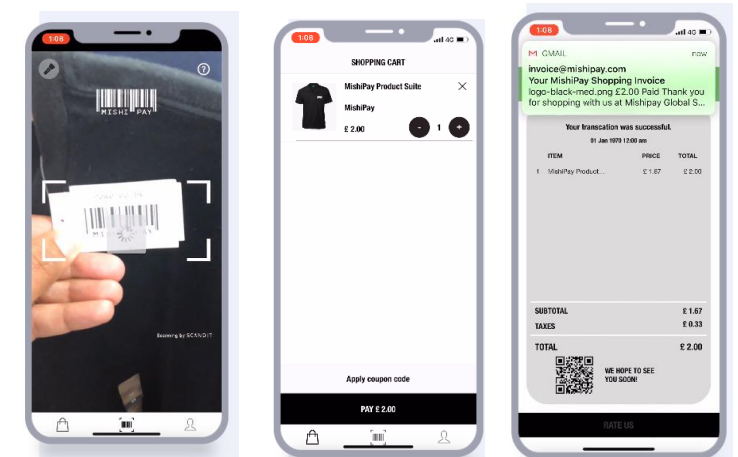 1:08
MISHI PAY
MISHI PAY
Scanning by SCANDIT
1:08
4G
SHOPPING CART
MishiPay Product Suite
MishiPay
£ 2.00
- 1 +
Apply coupon code
PAY £ 2.00
1:08
4G
GMAIL
now
invoice@mishipay.com
Your MishiPay Shopping Invoice
logo-black-med.png £2.00 Paid Thank you
for shopping with us at Mishipay Global S...
Your transcation was successful.
01 Jan 1970 12:00 am
ITEM PRICE TOTAL
1 MishiPay Product... £ 1.67 £ 2.00
SUBTOTAL £ 1.67
TAXES £ 0.33
TOTAL £ 2.00
WE HOPE TO SEE
YOU SOON!
RATE US